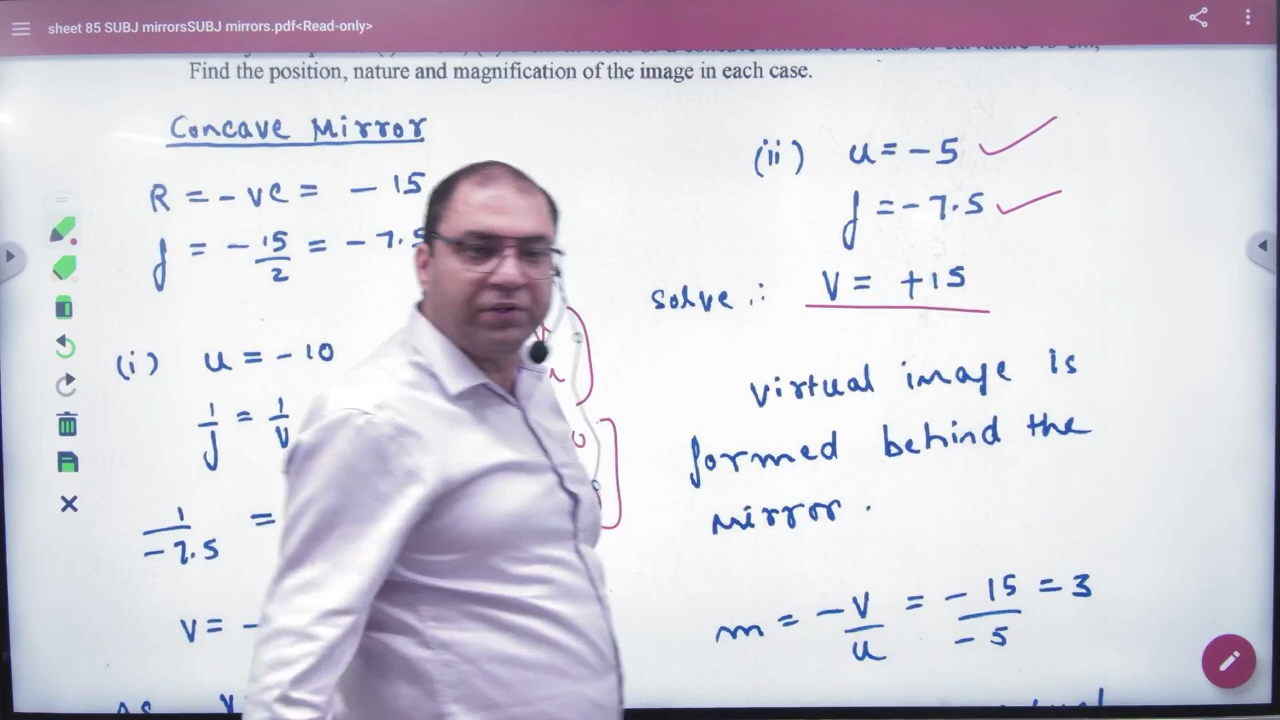 sheet 85 SUBJ mirrorsSUBJ mirrors.pdf<Read-only>
Find the position, nature and magnification of the image in each case.
Concave Mirror
R = -ve = - 15
f = - 15/2 = - 7.5
(i) u = - 10
1/f = 1/v
1/-7.5 =
v = -
As v
(ii) u = - 5
f = - 7.5
Solve ∴ v = + 15
virtual image is
formed behind the
mirror.
m = -v/u = - 15/-5 = 3